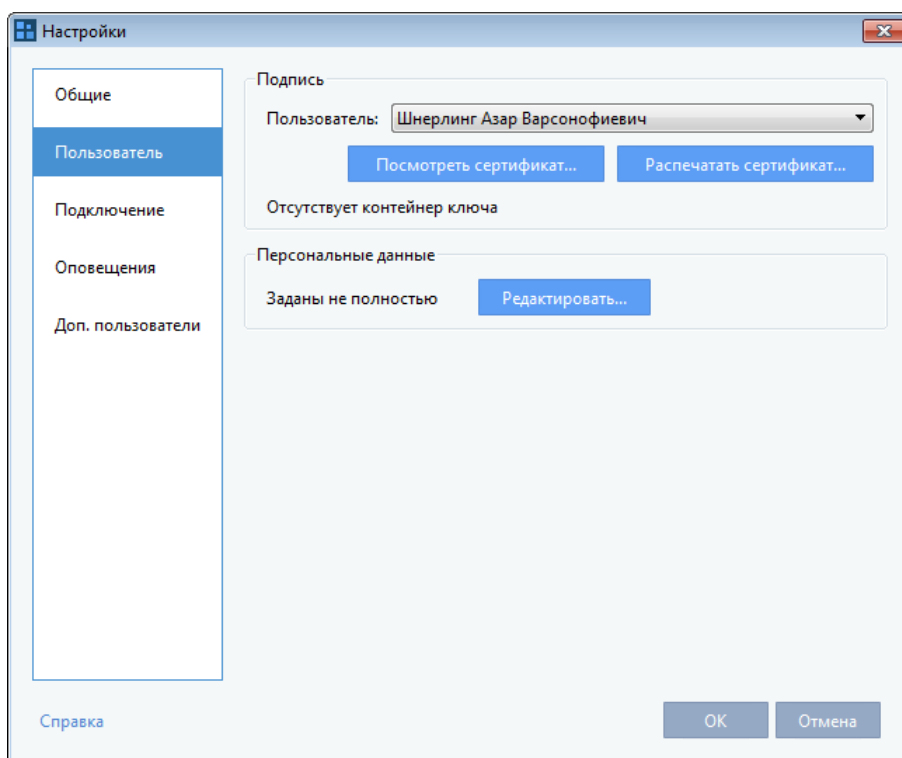 Настройки
Общие
Пользователь
Подключение
Оповещения
Доп. пользователи
Подпись
Пользователь: Шнерлинг Азар Варсонофиевич
Посмотреть сертификат... Распечатать сертификат...
Отсутствует контейнер ключа
Персональные данные
Заданы не полностью Редактировать...
Справка
OK Отмена